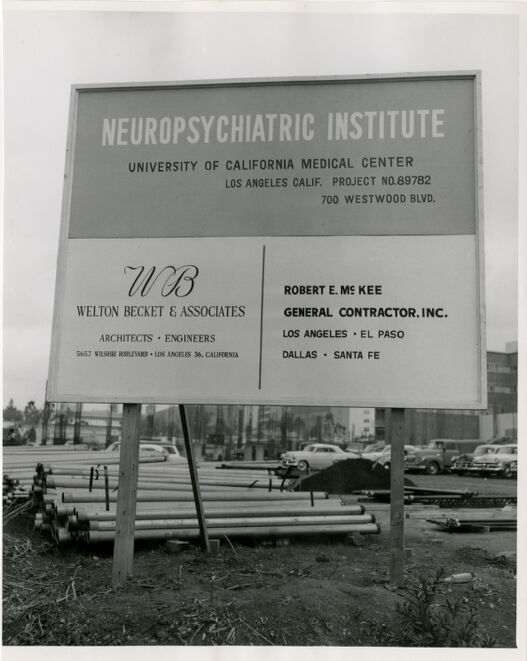 NEUROPSYCHIATRIC INSTITUTE
UNIVERSITY OF CALIFORNIA MEDICAL CENTER
LOS ANGELES CALIF. PROJECT NO.89782
700 WESTWOOD BLVD.
WB
WELTON BECKET & ASSOCIATES
ARCHITECTS · ENGINEERS
5657 WILSHIRE BOULEVARD · LOS ANGELES 36, CALIFORNIA
ROBERT E. Mc KEE
GENERAL CONTRACTOR, INC.
LOS ANGELES · EL PASO
DALLAS · SANTA FE